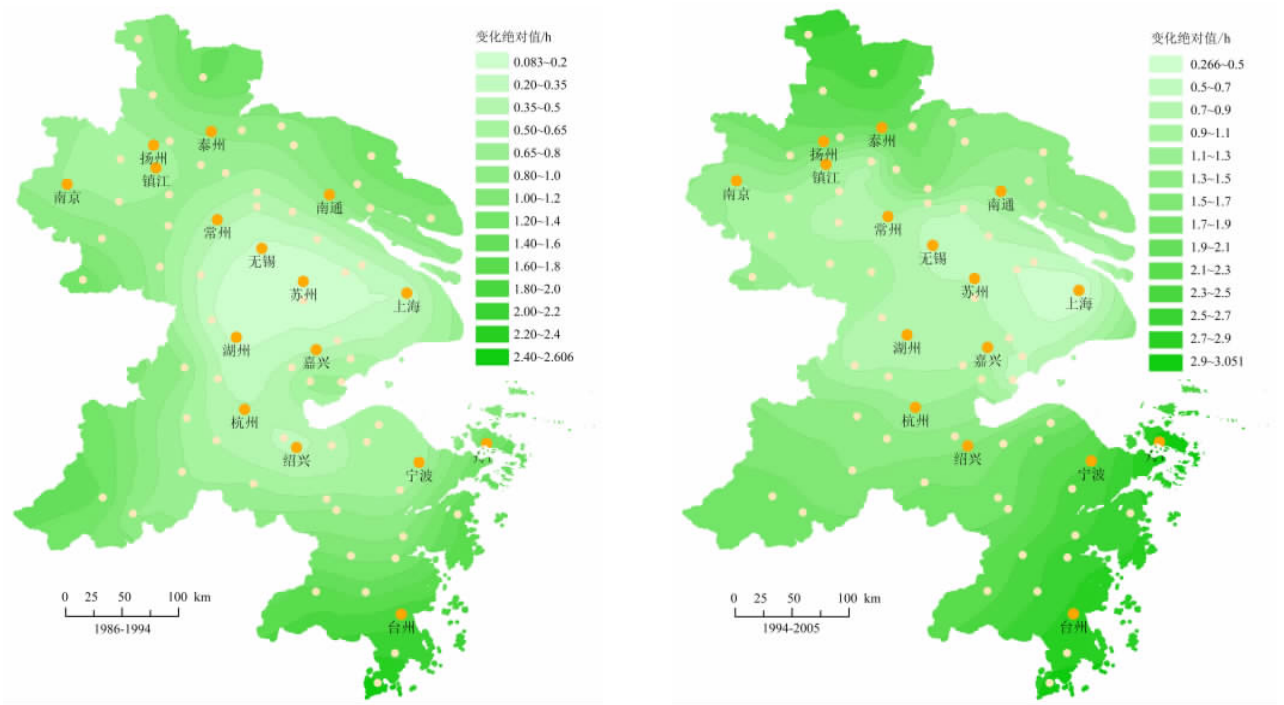 变化绝对值/h
0.083~0.2
0.20~0.35
0.35~0.5
0.50~0.65
0.65~0.8
0.80~1.0
1.00~1.2
1.20~1.4
1.40~1.6
1.60~1.8
1.80~2.0
2.00~2.2
2.20~2.4
2.40~2.606
泰州
扬州
镇江
南京
南通
常州
无锡
苏州
上海
湖州
嘉兴
杭州
绍兴
宁波
台州
0 25 50 100 km
1986-1994
变化绝对值/h
0.266~0.5
0.5~0.7
0.7~0.9
0.9~1.1
1.1~1.3
1.3~1.5
1.5~1.7
1.7~1.9
1.9~2.1
2.1~2.3
2.3~2.5
2.5~2.7
2.7~2.9
2.9~3.051
泰州
扬州
镇江
南京
南通
常州
无锡
苏州
上海
湖州
嘉兴
杭州
绍兴
宁波
台州
0 25 50 100 km
1994-2005